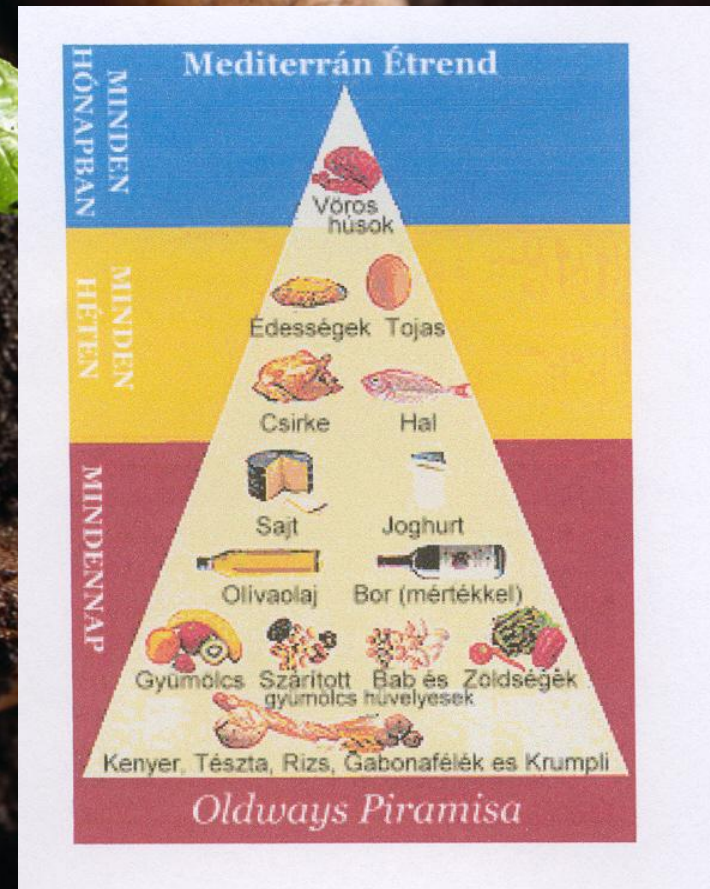 Mediterrán Étrend
MINDEN
HÓNAPBAN
Vörös
húsok
MINDEN
HÉTEN
Édességek Tojas
Csirke Hal
MINDENNAP
Sajt Joghurt
Olívaolaj Bor (mértékkel)
Gyümölcs Szárított Bab és Zöldségek
gyümölcs hüvelyesek
Kenyer, Tészta, Rizs, Gabonafélék es Krumpli
Oldways Piramisa